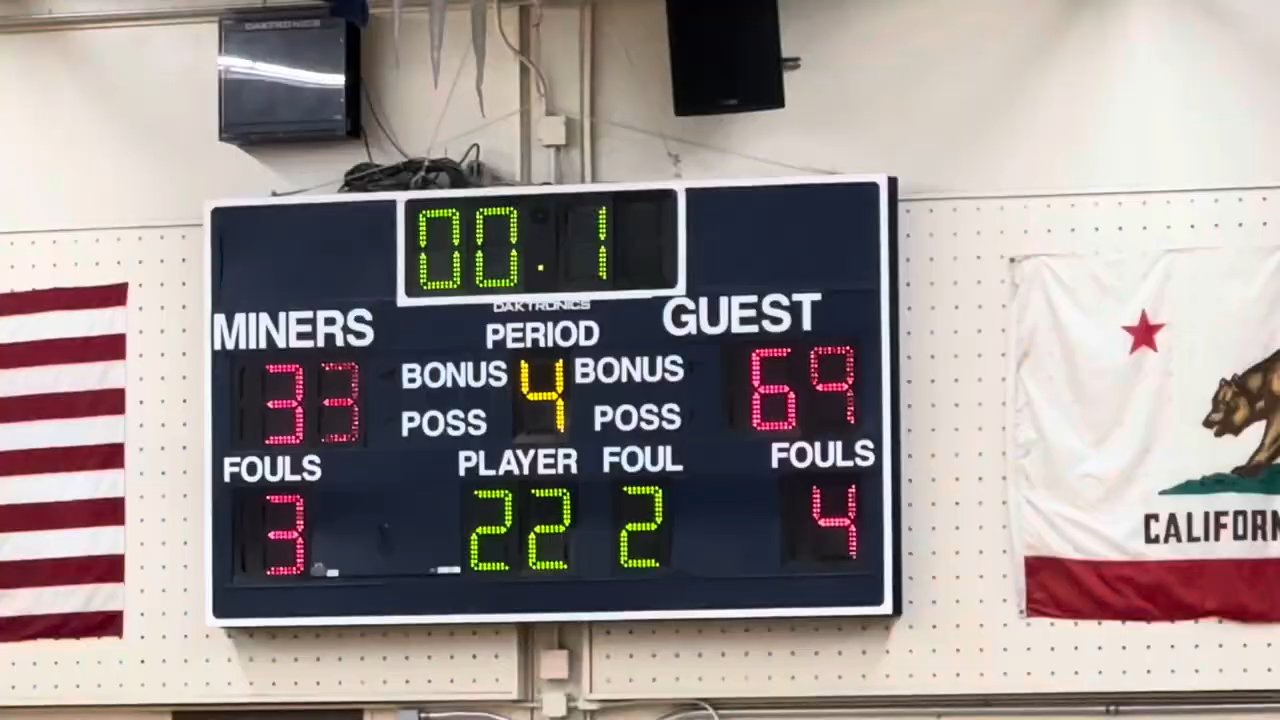 DAKTRONICS
00.1
DAKTRONICS
MINERS PERIOD GUEST
33 BONUS 4 BONUS 69
POSS POSS
FOULS PLAYER FOUL FOULS
3 22 2 4
CALIFORN